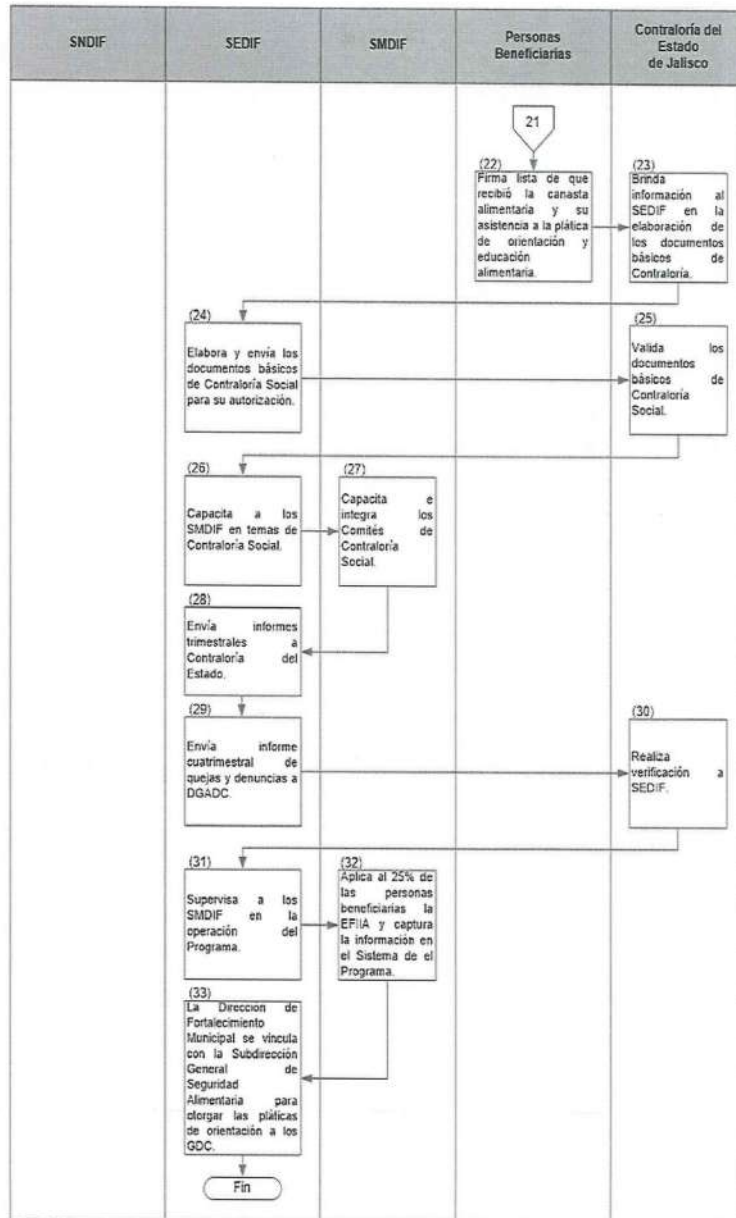 SNDIF
SEDIF
SMDIF
Personas
Beneficiarias
Contraloría del
Estado
de Jalisco
21
(22)
Firma lista de que
recibió la canasta
alimentaria y su
asistencia a la plática
de orientación y
educación
alimentaria.
(23)
Brinda
información al
SEDIF en la
elaboración de
los documentos
básicos de
Contraloría.
(24)
Elabora y envía los
documentos básicos
de Contraloría Social
para su autorización.
(25)
Valida los
documentos
básicos de
Contraloría
Social.
(26)
Capacita a los
SMDIF en temas de
Contraloría Social.
(27)
Capacita e
integra los
Comités de
Contraloría
Social.
(28)
Envía informes
trimestrales a
Contraloría del
Estado.
(29)
Envía informe
cuatrimestral de
quejas y denuncias a
DGADC.
(30)
Realiza
verificación a
SEDIF.
(31)
Supervisa a los
SMDIF en la
operación del
Programa.
(32)
Aplica al 25% de
las personas
beneficiarias la
EFIIA y captura
la información en
el Sistema de el
Programa.
(33)
La Dirección de
Fortalecimiento
Municipal se vincula
con la Subdirección
General de
Seguridad
Alimentaria para
otorgar las pláticas
de orientación a los
GDC.
Fin